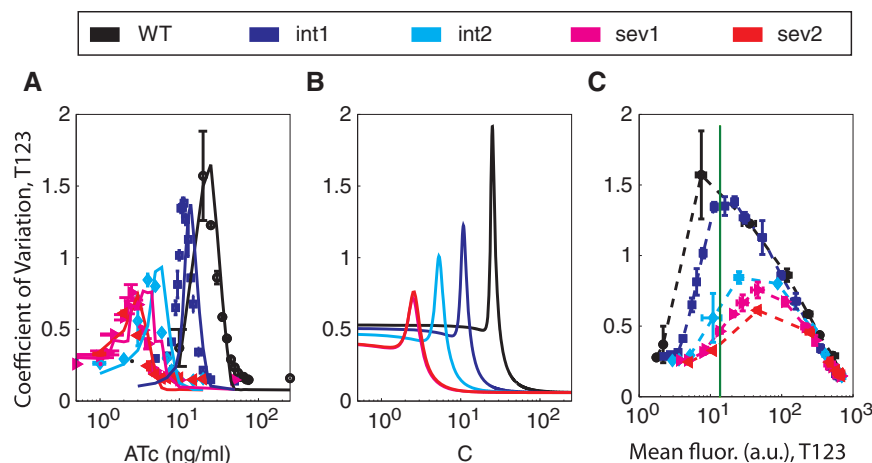 WT int1 int2 sev1 sev2
A B C
Coefficient of Variation, T123
2 2 2
1.5 1.5 1.5
1 1 1
0.5 0.5 0.5
0 0 0
10^0 10^1 10^2 10^0 10^1 10^2 10^0 10^1 10^2 10^3
ATc (ng/ml) C Mean fluor. (a.u.), T123